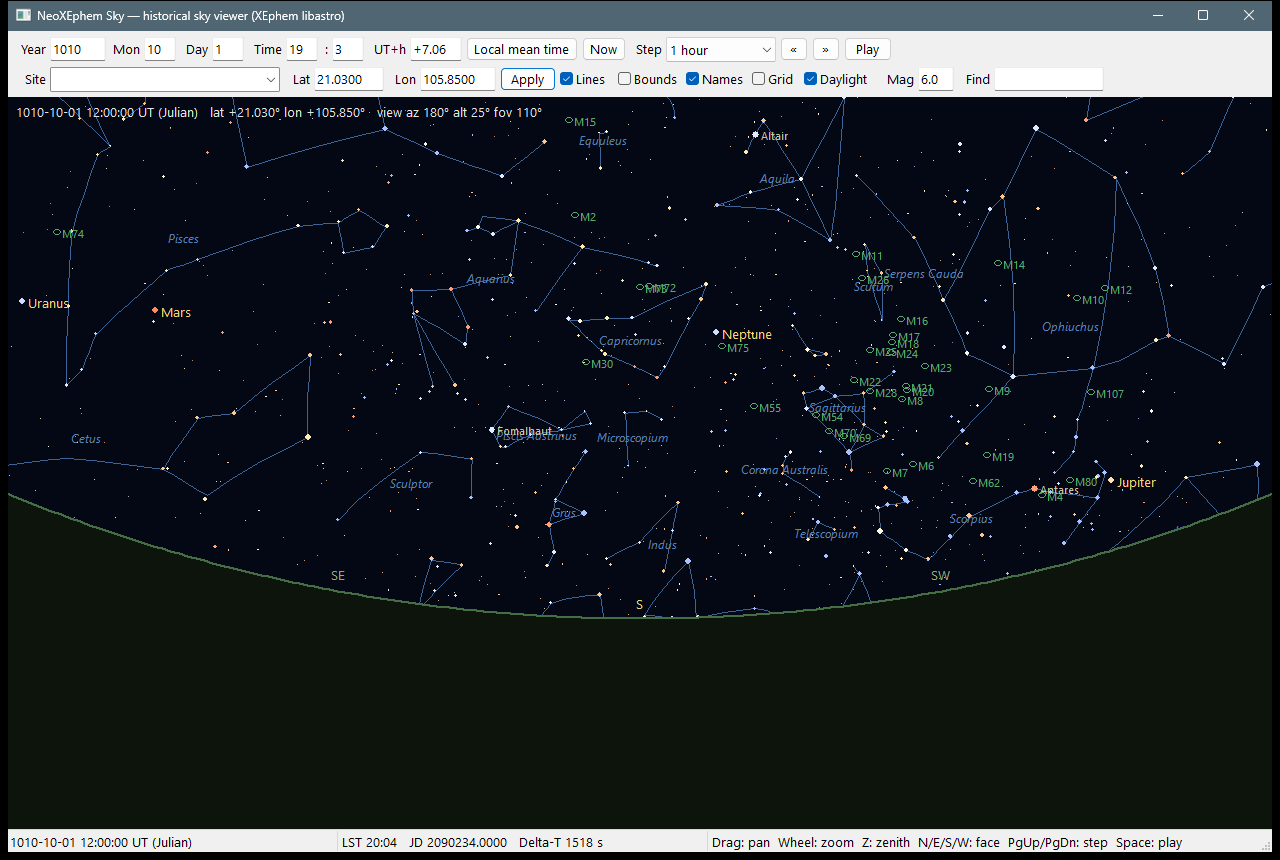 NeoXEphem Sky — historical sky viewer (XEphem libastro)
Year 1010 Mon 10 Day 1 Time 19 : 3 UT+h +7.06 Local mean time Now Step 1 hour « » Play
Site Lat 21.0300 Lon 105.8500 Apply Lines Bounds Names Grid Daylight Mag 6.0 Find
1010-10-01 12:00:00 UT (Julian) lat +21.030° lon +105.850° view az 180° alt 25° fov 110°
M15
Altair
Equuleus
Aquila
M2
M74
Pisces
M11
M14
Serpens Cauda
Aquarius
M26
Scutum
M72
M12
M10
Uranus
Mars
M16
Ophiuchus
Neptune
M17
Capricornus
M18
M75
M25
M24
M30
M23
M22
M21
M20
M28
M9
M107
M8
M55
Sagittarius
M54
Fomalhaut
Piscis Austrinus
Microscopium
M70
M69
Cetus
M19
M6
Corona Australis
M7
Sculptor
M62
M80
Jupiter
Antares
M4
Grus
Scorpius
Telescopium
Indus
SE
SW
S
1010-10-01 12:00:00 UT (Julian) LST 20:04 JD 2090234.0000 Delta-T 1518 s Drag: pan Wheel: zoom Z: zenith N/E/S/W: face PgUp/PgDn: step Space: play